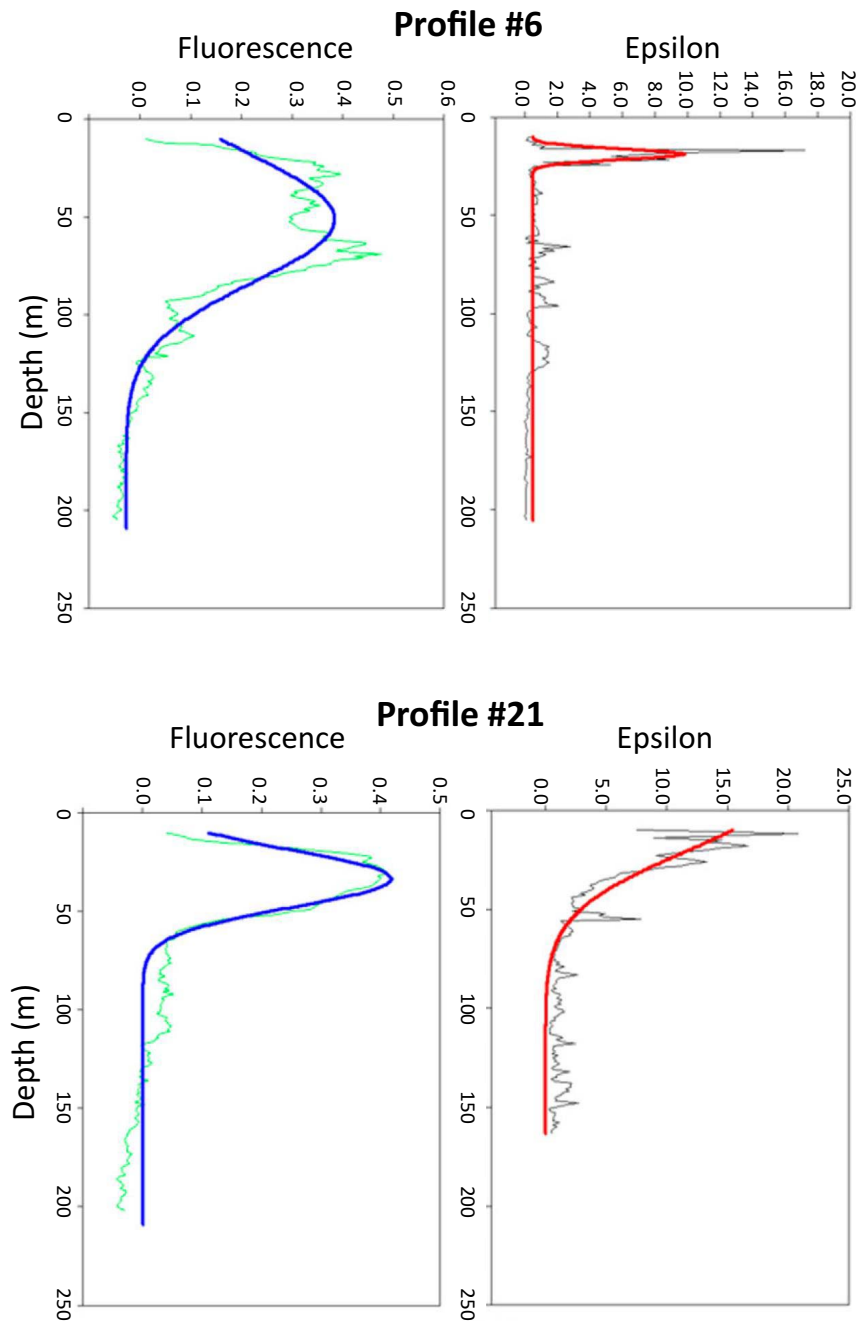 Profile #6
Fluorescence
Epsilon
0.0 0.1 0.2 0.3 0.4 0.5 0.6
0.0 2.0 4.0 6.0 8.0 10.0 12.0 14.0 16.0 18.0 20.0
0 50 100 150 200 250
0 50 100 150 200 250
Depth (m)
Profile #21
Fluorescence
Epsilon
0.0 0.1 0.2 0.3 0.4 0.5
0.0 5.0 10.0 15.0 20.0 25.0
0 50 100 150 200 250
0 50 100 150 200 250
Depth (m)